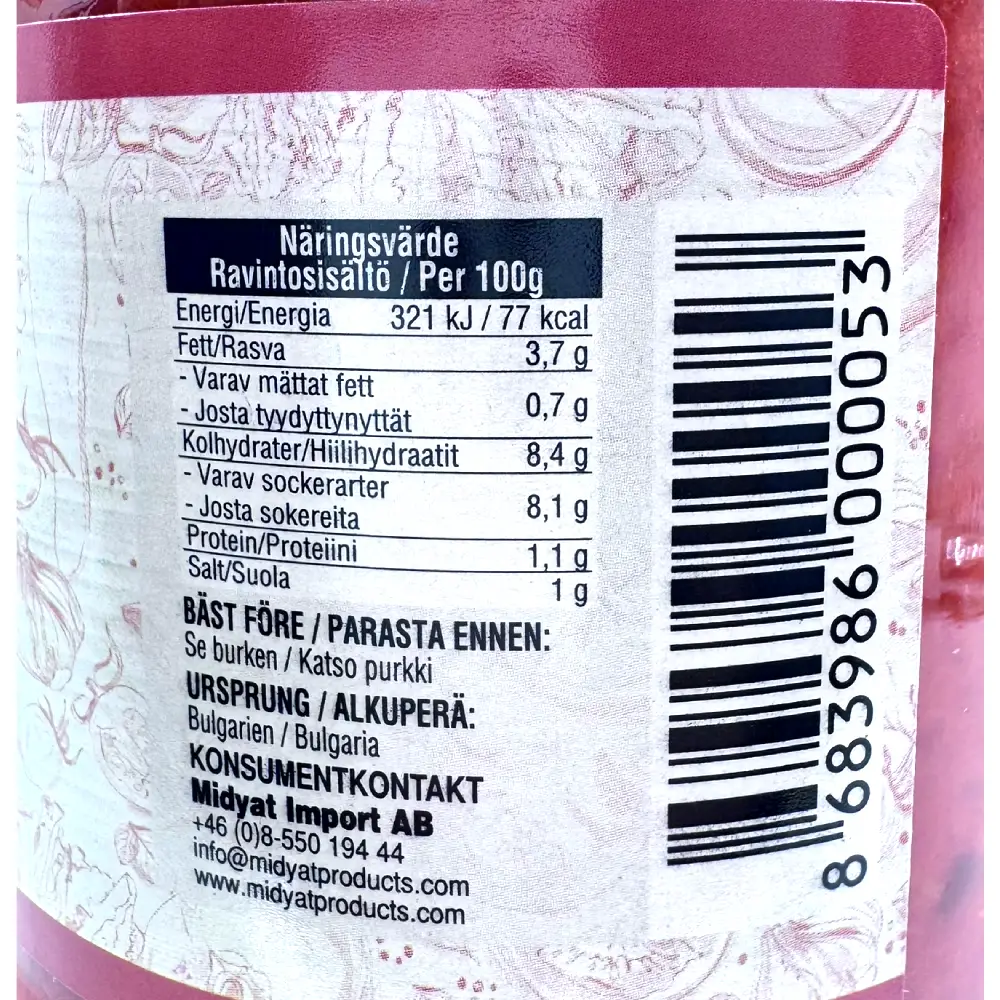 Näringsvärde
Ravintosisältö / Per 100g
Energi/Energia 321 kJ / 77 kcal
Fett/Rasva 3,7 g
- Varav mättat fett
- Josta tyydyttynyttät 0,7 g
Kolhydrater/Hiilihydraatit 8,4 g
- Varav sockerarter
- Josta sokereita 8,1 g
Protein/Proteiini 1,1 g
Salt/Suola 1 g
BÄST FÖRE / PARASTA ENNEN:
Se burken / Katso purkki
URSPRUNG / ALKUPERÄ:
Bulgarien / Bulgaria
KONSUMENTKONTAKT
Midyat Import AB
+46 (0)8-550 194 44
info@midyatproducts.com
www.midyatproducts.com
8 683986 000053